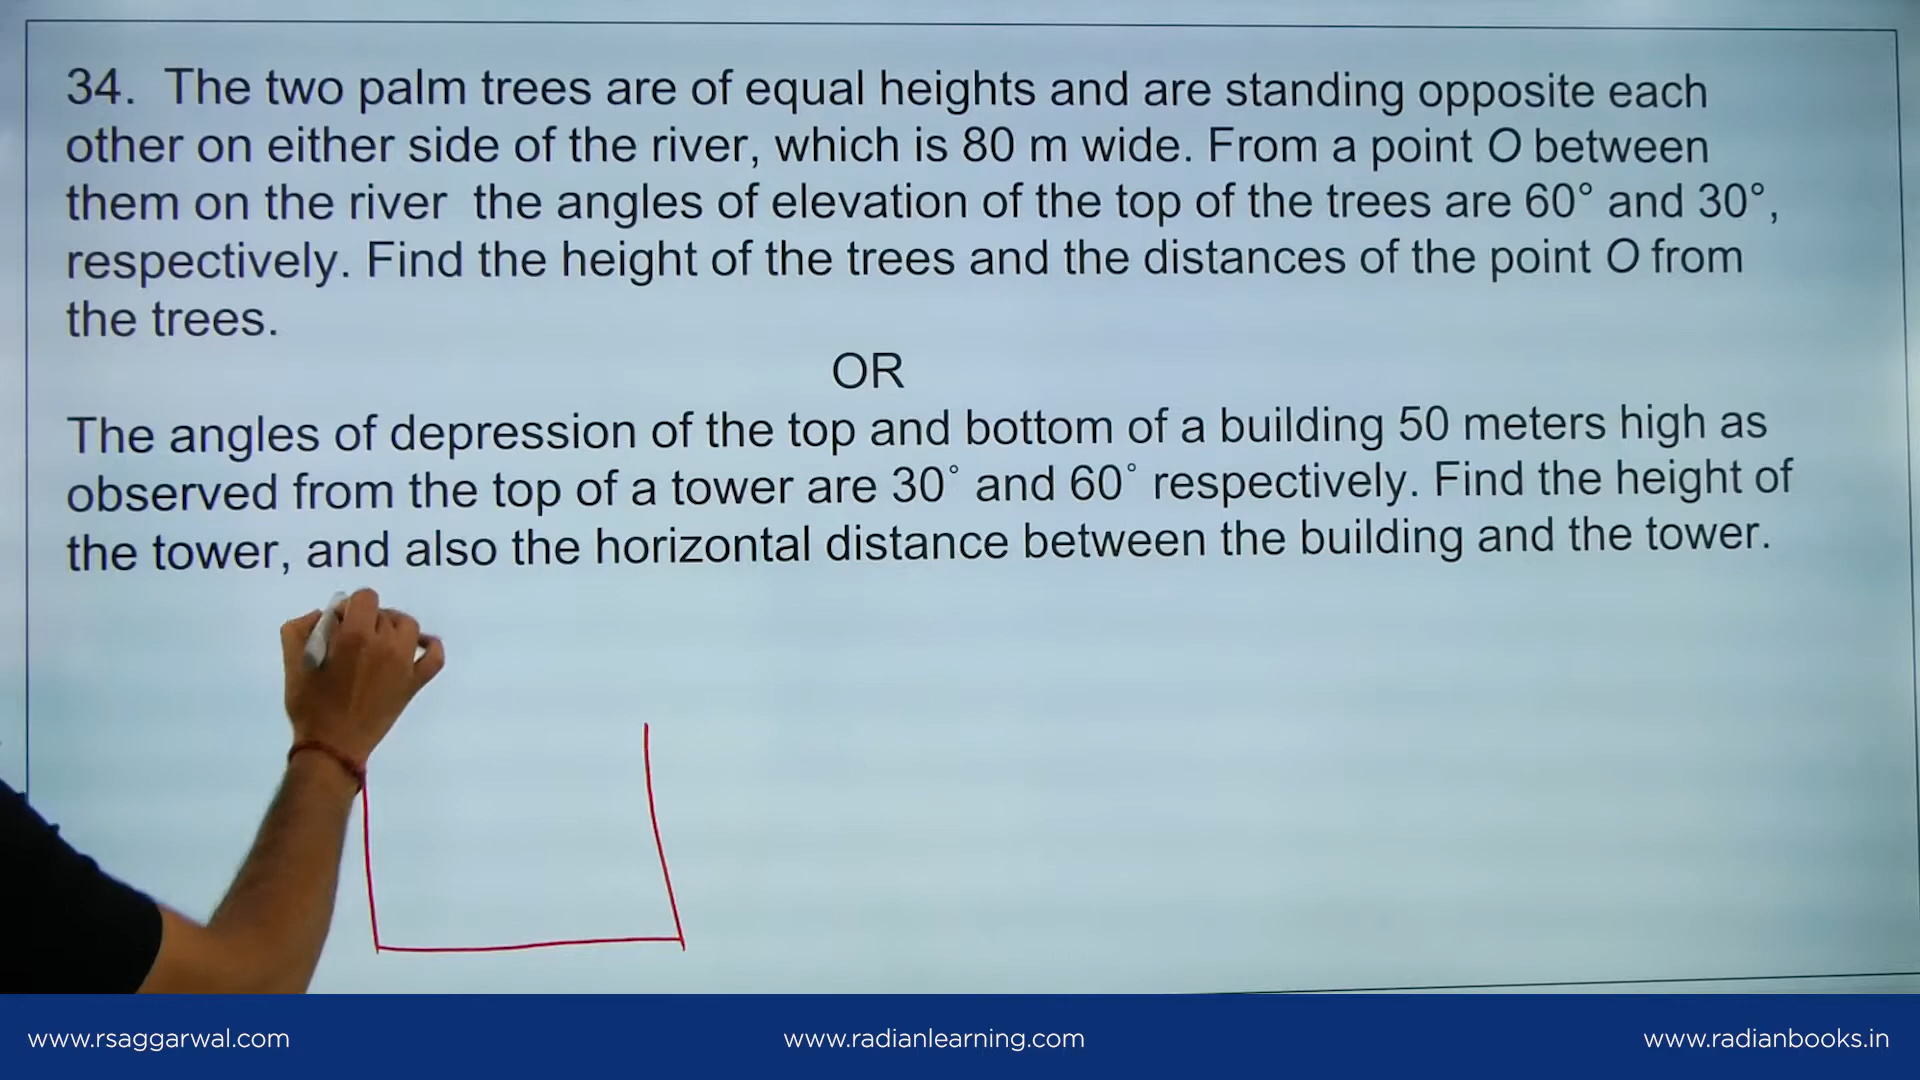 34. The two palm trees are of equal heights and are standing opposite each
other on either side of the river, which is 80 m wide. From a point O between
them on the river the angles of elevation of the top of the trees are 60° and 30°,
respectively. Find the height of the trees and the distances of the point O from
the trees.
OR
The angles of depression of the top and bottom of a building 50 meters high as
observed from the top of a tower are 30° and 60° respectively. Find the height of
the tower, and also the horizontal distance between the building and the tower.
www.rsaggarwal.com www.radianlearning.com www.radianbooks.in